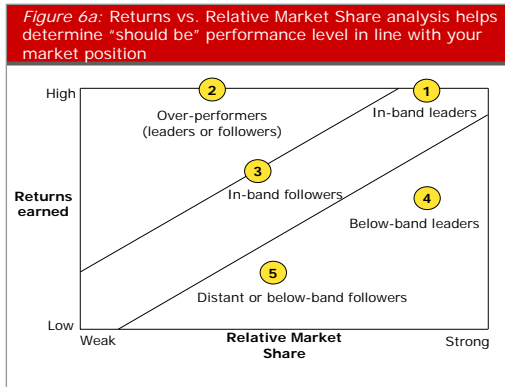 Figure 6a: Returns vs. Relative Market Share analysis helps
determine “should be” performance level in line with your
market position
High
2
Over-performers
(leaders or followers)
1
In-band leaders
3
In-band followers
Returns
earned
4
Below-band leaders
5
Distant or below-band followers
Low
Weak
Relative Market
Share
Strong